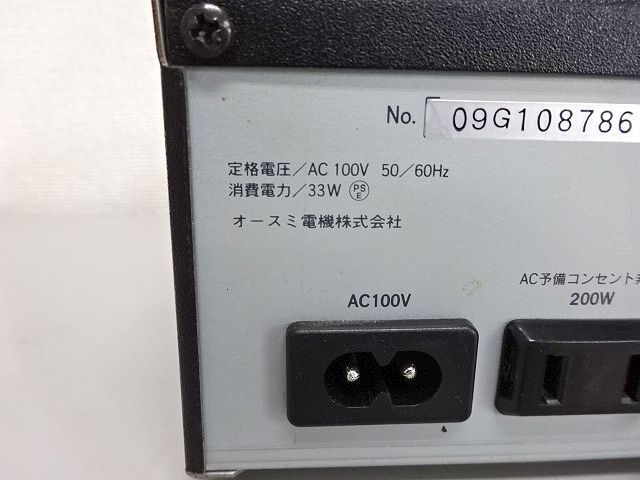 No. 09G108786
定格電圧／AC 100V 50／60Hz
消費電力／33W PSE
オースミ電機株式会社
AC100V
AC予備コンセント
200W